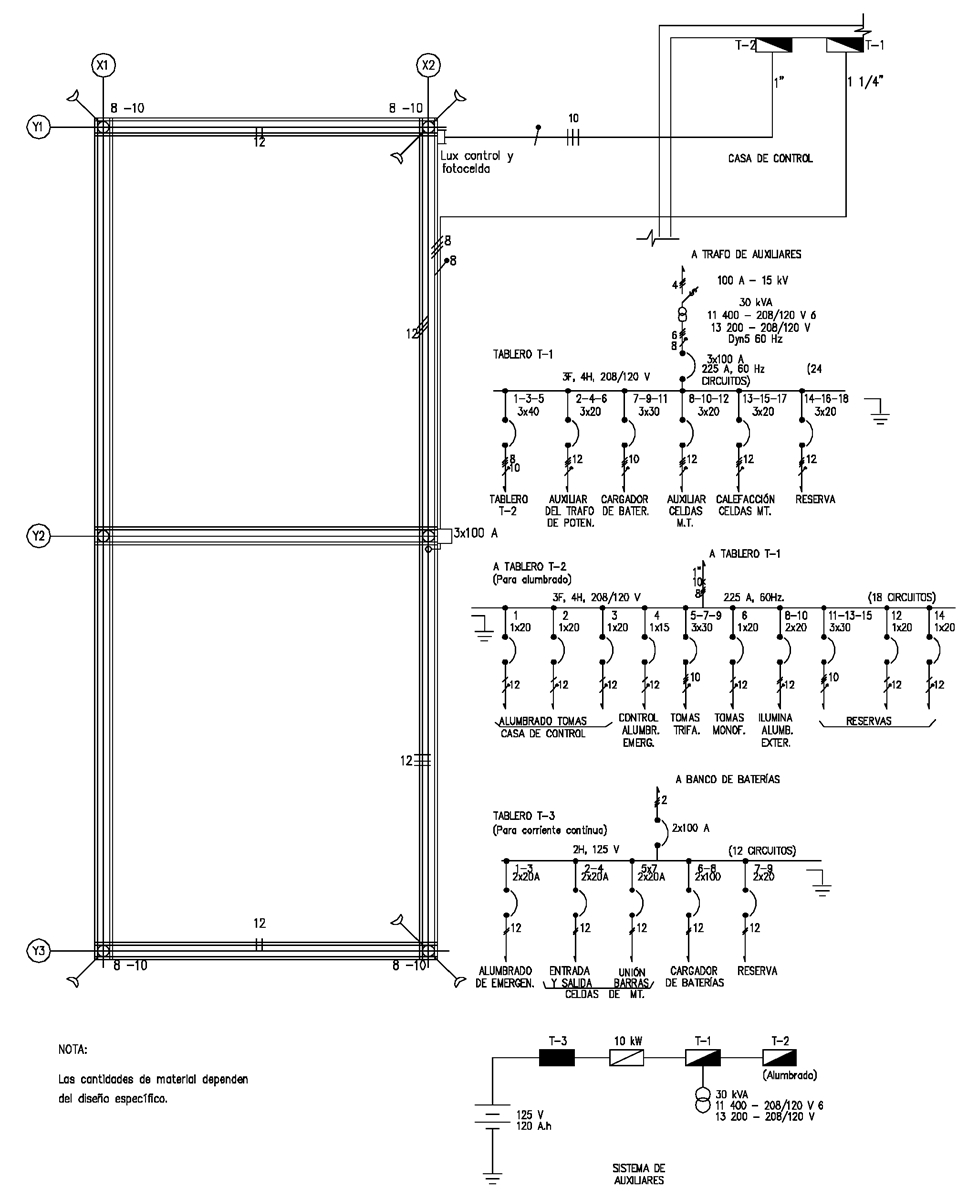 X1
X2
T-2
T-1
1"
1 1/4"
8 -10
8 -10
Y1
12
10
Lux control y
fotocelda
CASA DE CONTROL
8
8
12
A TRAFO DE AUXILIARES
4
100 A - 15 kV
30 kVA
11 400 - 208/120 V 6
13 200 - 208/120 V
Dyn5 60 Hz
6
8
TABLERO T-1
3x100 A
225 A, 60 Hz (24
CIRCUITOS)
3F, 4H, 208/120 V
1-3-5 2-4-6 7-9-11 8-10-12 13-15-17 14-16-18
3x40 3x20 3x30 3x20 3x20 3x20
8 12 10 12 12 12
10
TABLERO AUXILIAR CARGADOR AUXILIAR CALEFACCIÓN RESERVA
T-2 DEL TRAFO DE BATER. CELDAS CELDAS MT.
DE POTEN. M.T.
Y2
3x100 A
A TABLERO T-1
A TABLERO T-2
(Para alumbrado)
1"
10
8
3F, 4H, 208/120 V 225 A, 60Hz. (18 CIRCUITOS)
1 2 3 4 5-7-9 6 8-10 11-13-15 12 14
1x20 1x20 1x20 1x15 3x30 1x20 2x20 3x30 1x20 1x20
12 12 12 12 10 12 12 10 12 12
ALUMBRADO TOMAS CONTROL TOMAS TOMAS ILUMINA RESERVAS
CASA DE CONTROL ALUMBR. TRIFA. MONOF. ALUMB.
EMERG. EXTER.
12
A BANCO DE BATERÍAS
2
TABLERO T-3
(Para corriente continua)
2x100 A
2H, 125 V (12 CIRCUITOS)
1-3 2-4 5x7 6-8 7-9
2x20A 2x20A 2x20A 2x100 2x20
12 12 12 12 12
ALUMBRADO ENTRADA UNIÓN CARGADOR RESERVA
DE EMERGEN. Y SALIDA BARRAS DE BATERÍAS
CELDAS DE MT.
12
Y3
8 -10
8 -10
NOTA:
Las cantidades de material dependen
del diseño específico.
T-3 10 kW T-1 T-2
(Alumbrado)
30 kVA
11 400 - 208/120 V 6
13 200 - 208/120 V
125 V
120 A.h
SISTEMA DE
AUXILIARES